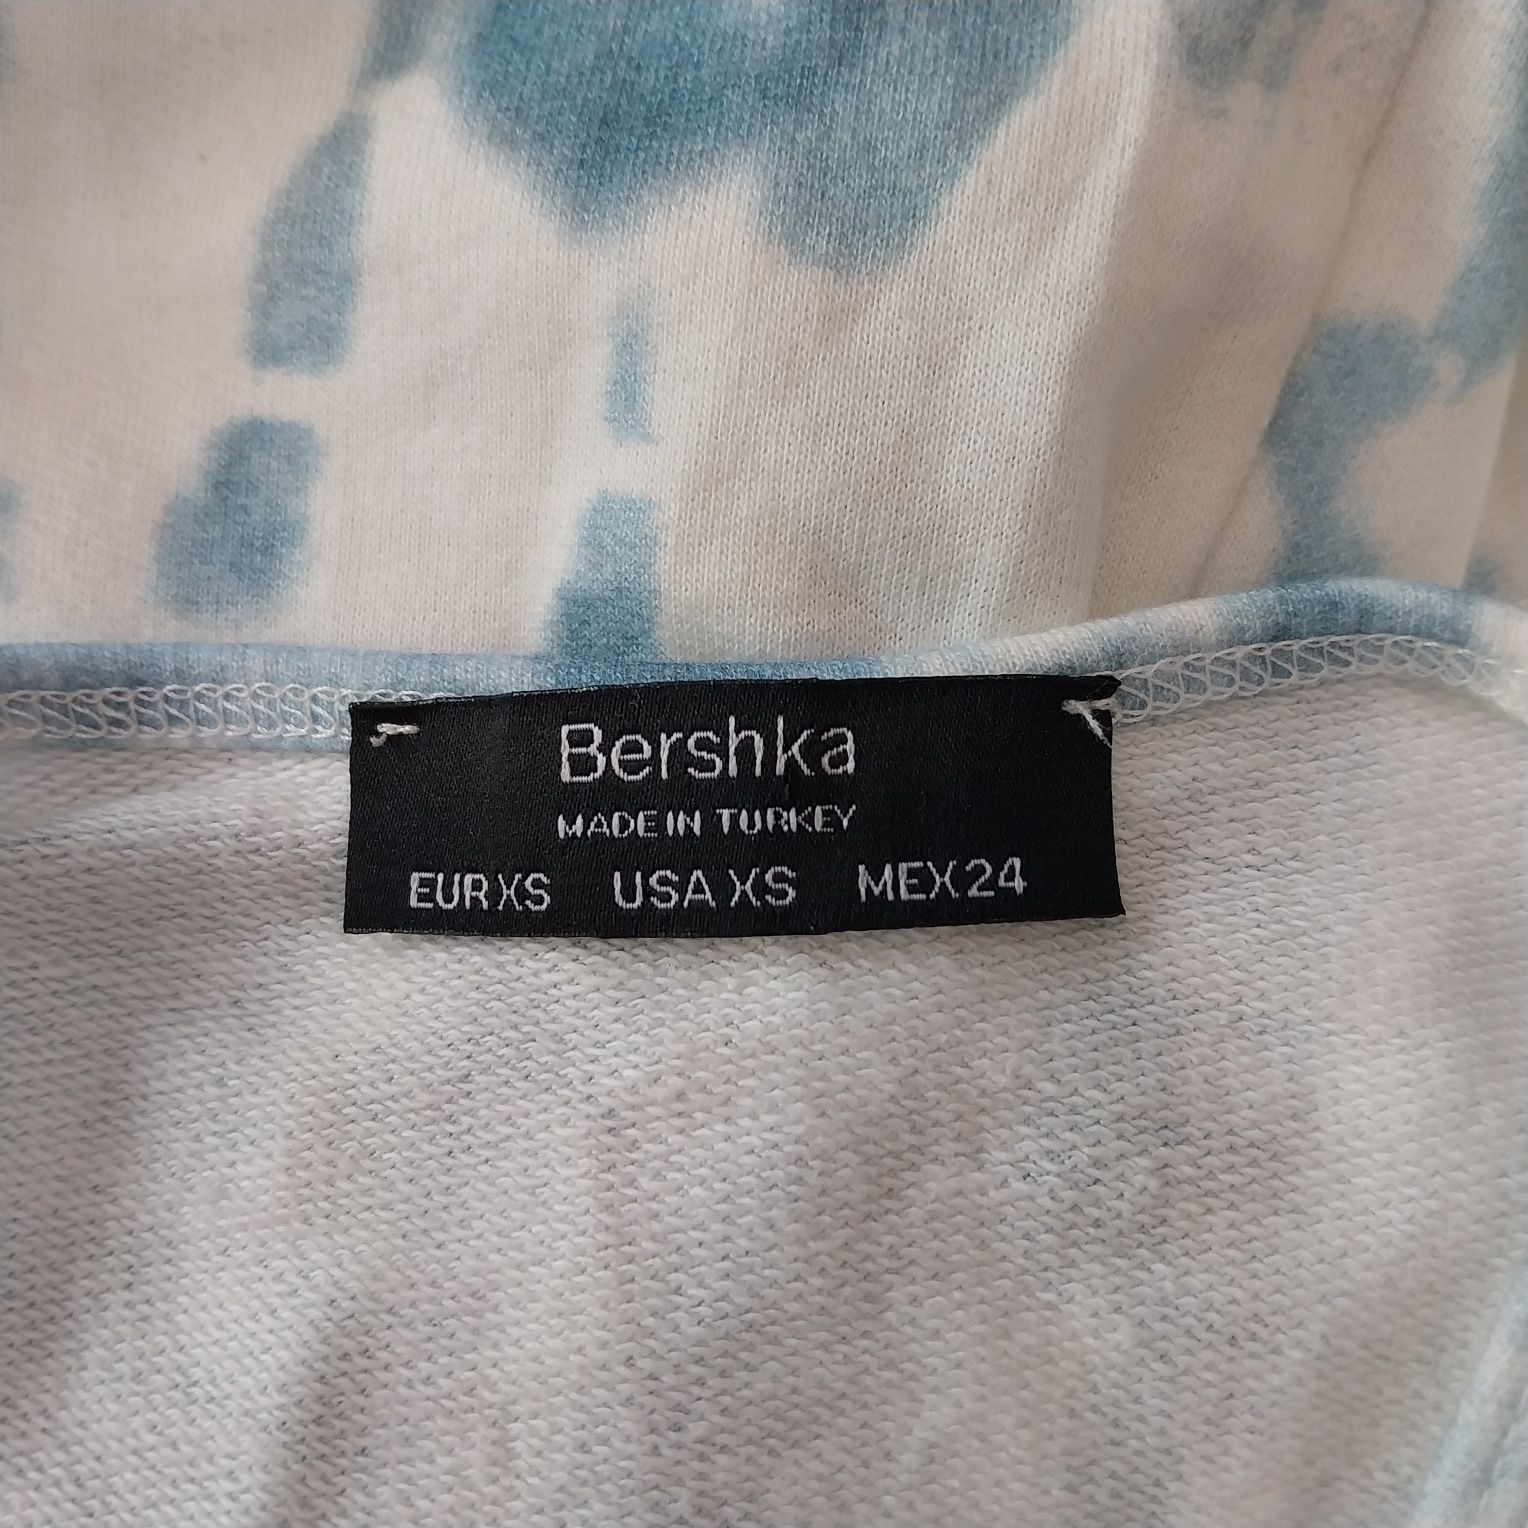 Bershka
MADE IN TURKEY
EUR XS USA XS MEX 24